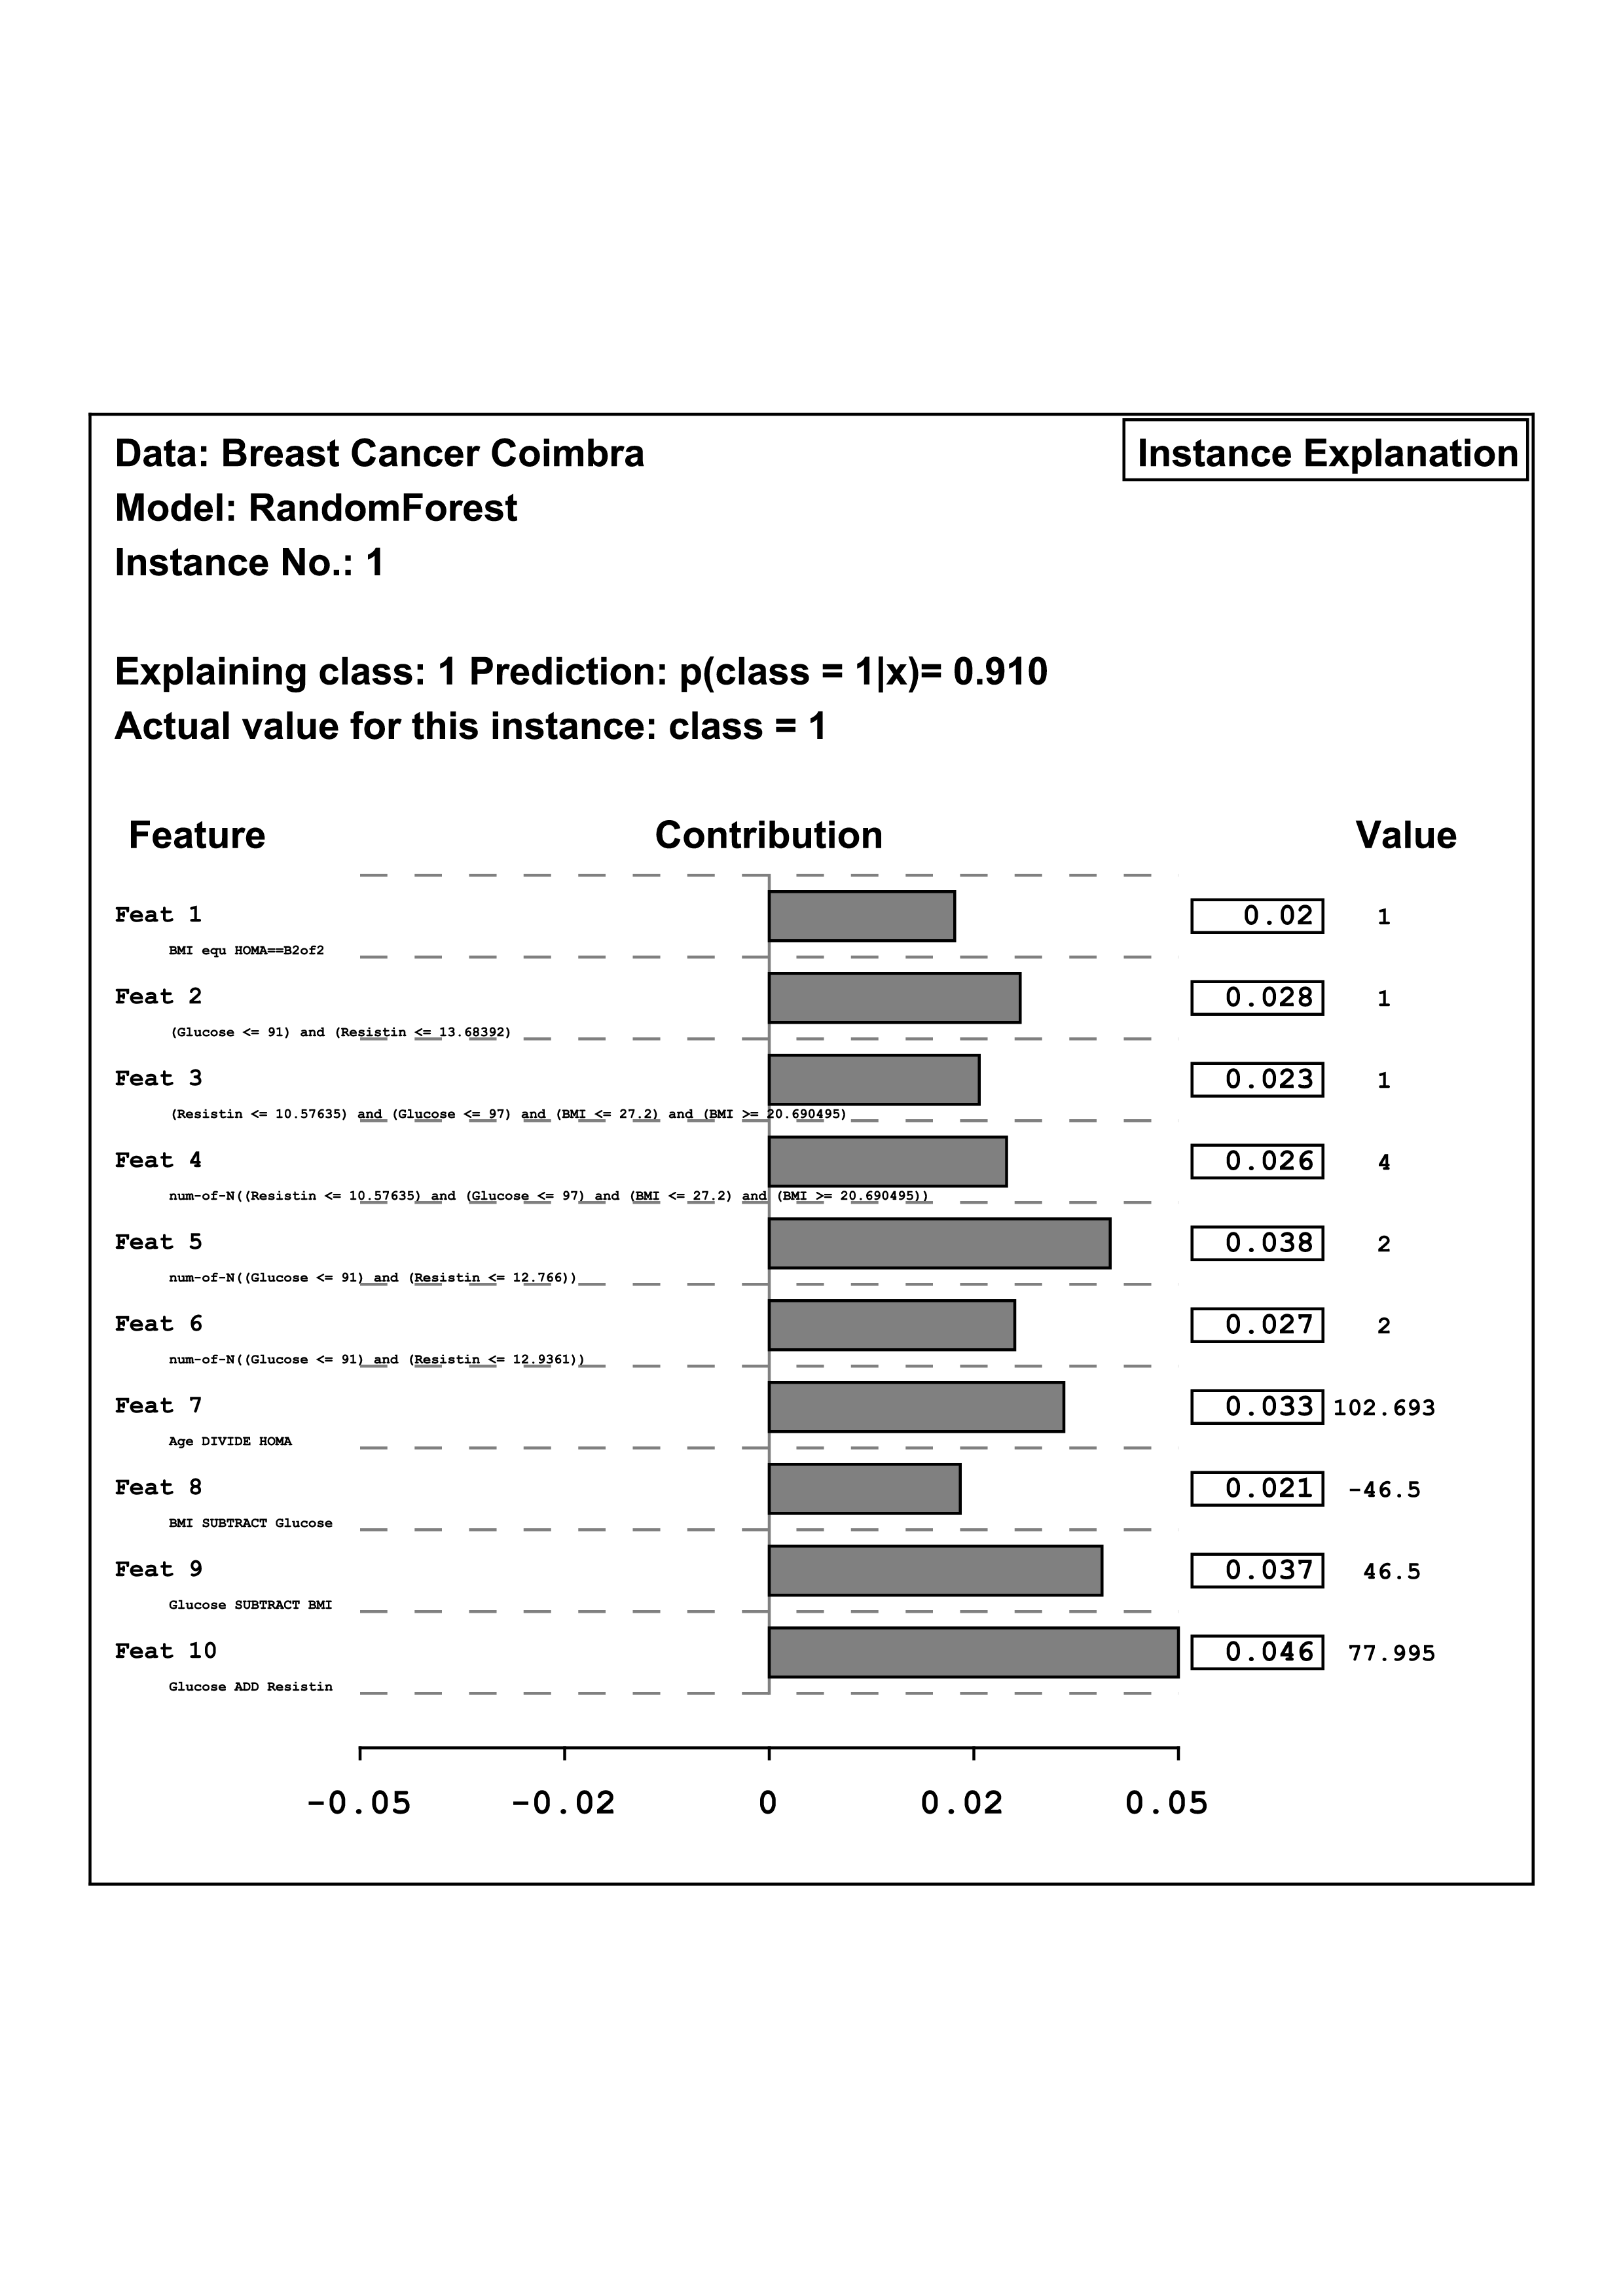 Data: Breast Cancer Coimbra
Instance Explanation
Model: RandomForest
Instance No.: 1
Explaining class: 1 Prediction: p(class = 1|x)= 0.910
Actual value for this instance: class = 1
Feature Contribution Value
Feat 1 0.02 1
BMI equ HOMA==B2of2
Feat 2 0.028 1
(Glucose <= 91) and (Resistin <= 13.68392)
Feat 3 0.023 1
(Resistin <= 10.57635) and (Glucose <= 97) and (BMI <= 27.2) and (BMI >= 20.690495)
Feat 4 0.026 4
num-of-N((Resistin <= 10.57635) and (Glucose <= 97) and (BMI <= 27.2) and (BMI >= 20.690495))
Feat 5 0.038 2
num-of-N((Glucose <= 91) and (Resistin <= 12.766))
Feat 6 0.027 2
num-of-N((Glucose <= 91) and (Resistin <= 12.9361))
Feat 7 0.033 102.693
Age DIVIDE HOMA
Feat 8 0.021 -46.5
BMI SUBTRACT Glucose
Feat 9 0.037 46.5
Glucose SUBTRACT BMI
Feat 10 0.046 77.995
Glucose ADD Resistin
-0.05 -0.02 0 0.02 0.05